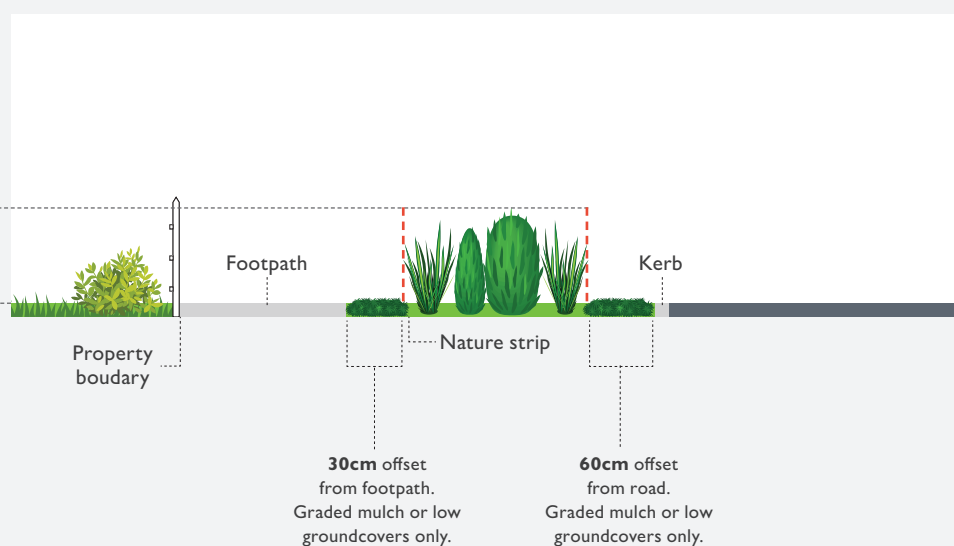 Footpath
Kerb
Nature strip
Property
boudary
30cm offset
from footpath.
Graded mulch or low
groundcovers only.
60cm offset
from road.
Graded mulch or low
groundcovers only.